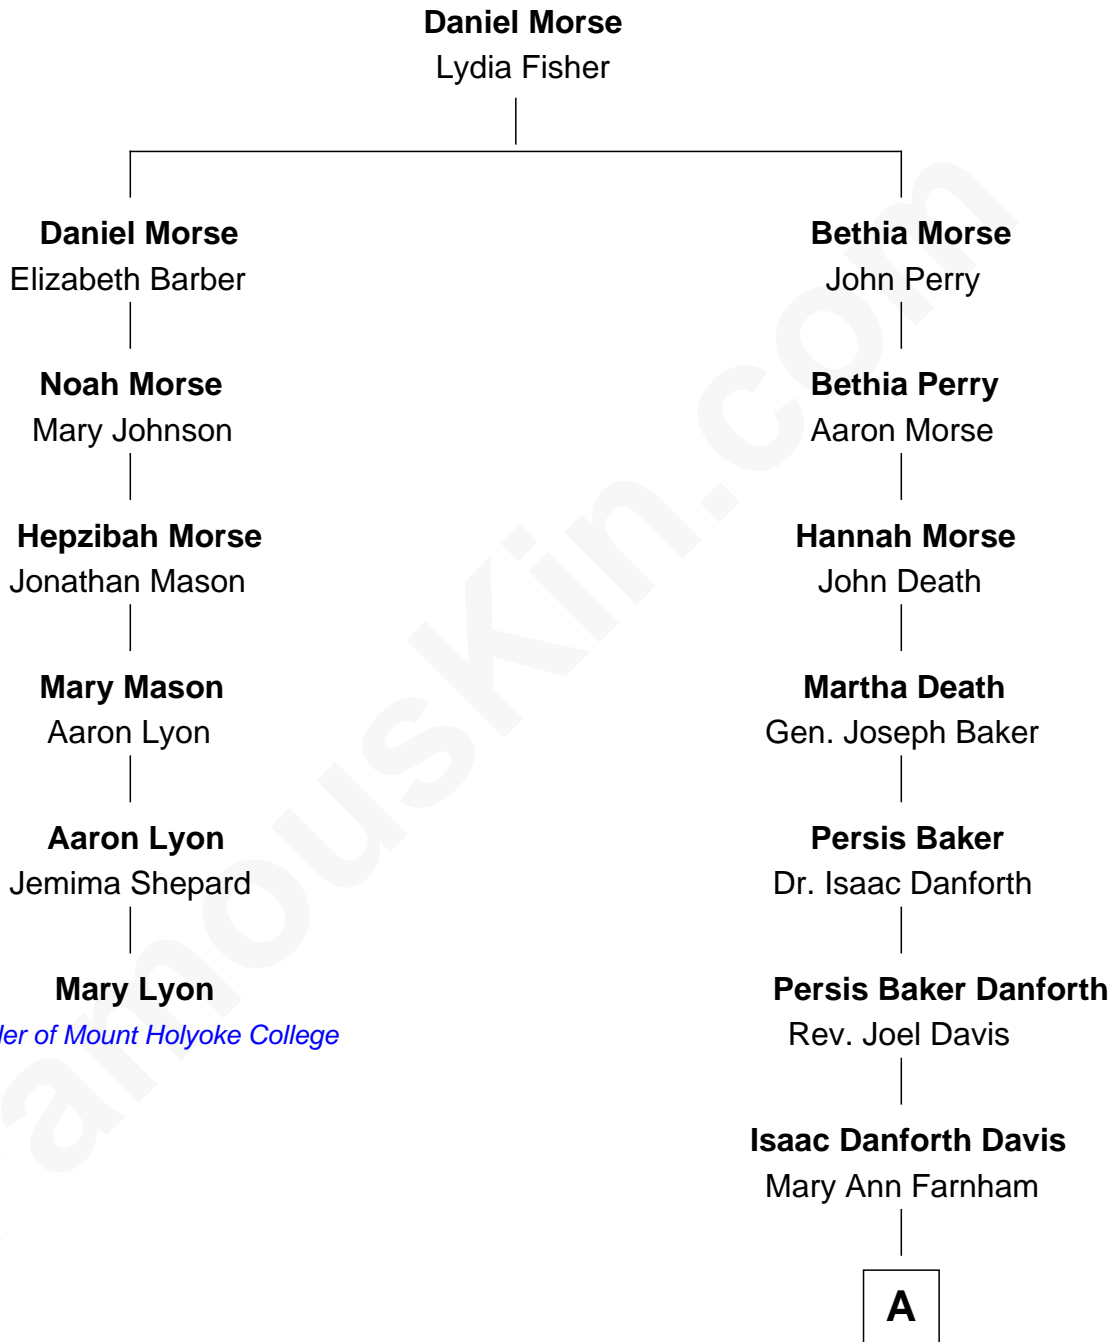 Daniel Morse
Lydia Fisher
Daniel Morse
Elizabeth Barber
Bethia Morse
John Perry
Noah Morse
Mary Johnson
Bethia Perry
Aaron Morse
Hepzibah Morse
Jonathan Mason
Hannah Morse
John Death
Mary Mason
Aaron Lyon
Martha Death
Gen. Joseph Baker
Aaron Lyon
Jemima Shepard
Persis Baker
Dr. Isaac Danforth
Mary Lyon
ler of Mount Holyoke College
Persis Baker Danforth
Rev. Joel Davis
Isaac Danforth Davis
Mary Ann Farnham
A
amousKin.com